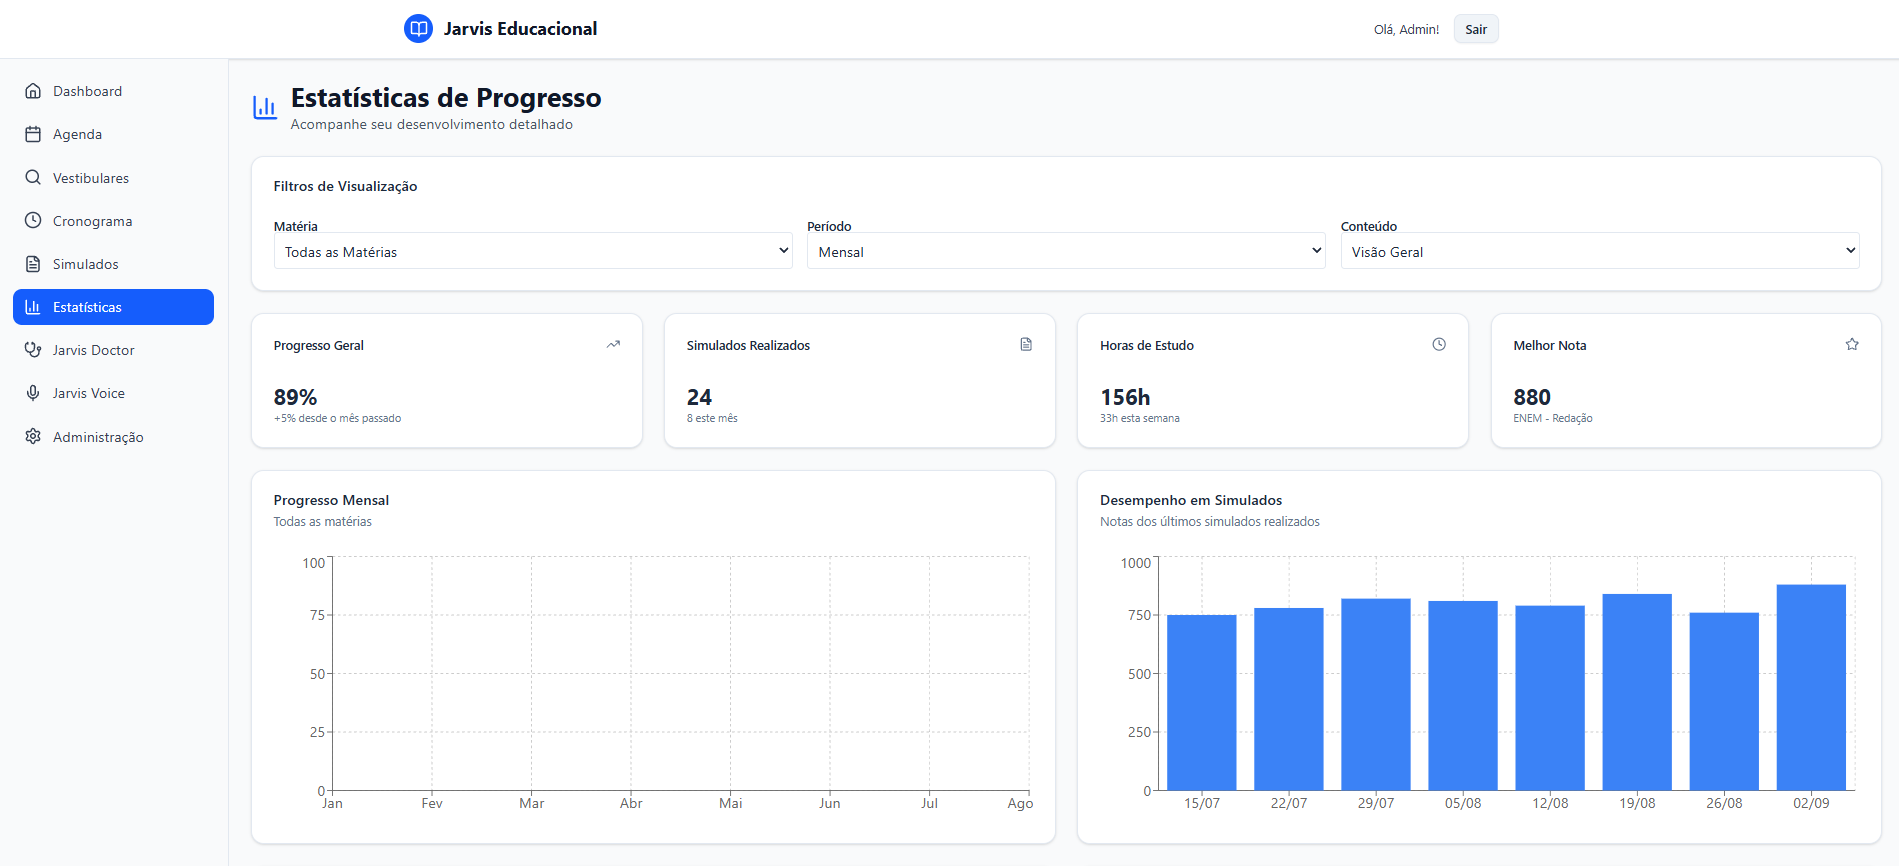 Jarvis Educacional
Olá, Admin!
Sair
Dashboard
Agenda
Vestibulares
Cronograma
Simulados
Estatísticas
Jarvis Doctor
Jarvis Voice
Administração
Estatísticas de Progresso
Acompanhe seu desenvolvimento detalhado
Filtros de Visualização
Matéria
Todas as Matérias
Período
Mensal
Conteúdo
Visão Geral
Progresso Geral
89%
+5% desde o mês passado
Simulados Realizados
24
8 este mês
Horas de Estudo
156h
33h esta semana
Melhor Nota
880
ENEM - Redação
Progresso Mensal
Todas as matérias
100
75
50
25
0
Jan Fev Mar Abr Mai Jun Jul Ago
Desempenho em Simulados
Notas dos últimos simulados realizados
1000
750
500
250
0
15/07 22/07 29/07 05/08 12/08 19/08 26/08 02/09